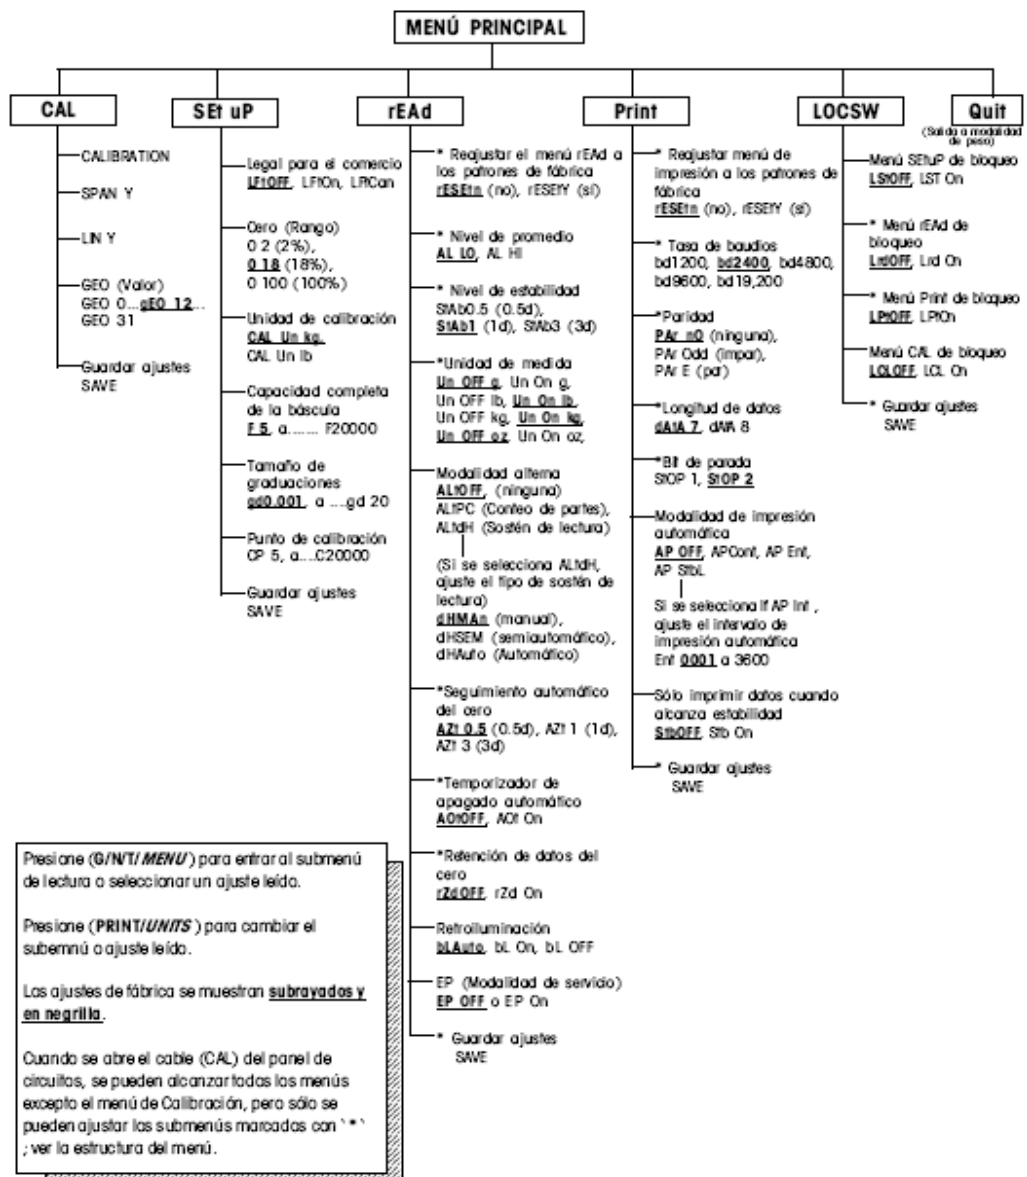 MENÚ PRINCIPAL
CAL
CALIBRATION
SPAN Y
LIN Y
GEO (Valor)
GEO 0...gEO 12...
GEO 31
Guardar ajustes
SAVE
SEt uP
Legal para el comercio
LFtOFF, LFtOn, LFtCan
Cero (Rango)
0 2 (2%),
0 18 (18%),
0 100 (100%)
Unidad de calibración
CAL Un kg,
CAL Un lb
Capacidad completa
de la báscula
F 5, a....... F20000
Tamaño de
graduaciones
gd0.001, a ....gd 20
Punto de calibración
CP 5, a....C20000
Guardar ajustes
SAVE
rEAd
* Reajustar el menú rEAd a
los patrones de fábrica
rESEtn (no), rESEtY (sí)
* Nivel de promedio
AL LO, AL HI
* Nivel de estabilidad
StAb0.5 (0.5d),
StAb1 (1d), StAb3 (3d)
*Unidad de medida
Un OFF g, Un On g,
Un OFF lb, Un On lb,
Un OFF kg, Un On kg,
Un OFF oz, Un On oz,
Modalidad alterna
ALtOFF, (ninguna)
ALtPC (Conteo de partes),
ALtdH (Sostén de lectura)
(Si se selecciona ALtdH,
ajuste el tipo de sostén de
lectura)
dHMAn (manual),
dHSEM (semiautomático),
dHAuto (Automático)
*Seguimiento automático
del cero
AZt 0.5 (0.5d), AZt 1 (1d),
AZt 3 (3d)
*Temporizador de
apagado automático
AOtOFF, AOt On
*Retención de datos del
cero
rZdOFF, rZd On
Retroiluminación
bLAuto, bL On, bL OFF
EP (Modalidad de servicio)
EP OFF o EP On
* Guardar ajustes
SAVE
Print
* Reajustar menú de
impresión a los patrones de
fábrica
rESEtn (no), rESEtY (sí)
* Tasa de baudios
bd1200, bd2400, bd4800,
bd9600, bd19,200
*Paridad
PAr nO (ninguna),
PAr Odd (impar),
PAr E (par)
*Longitud de datos
dAtA 7, dAtA 8
*Bit de parada
StOP 1, StOP 2
Modalidad de impresión
automática
AP OFF, APCont, AP Ent,
AP StbL
Si se selecciona If AP Int ,
ajuste el intervalo de
impresión automática
Ent 0001 a 3600
Sólo imprimir datos cuando
alcanza estabilidad
StbOFF, Stb On
* Guardar ajustes
SAVE
LOCSW
Menú SEtuP de bloqueo
LStOFF, LST On
* Menú rEAd de
bloqueo
LrdOFF, Lrd On
* Menú Print de bloqueo
LPtOFF, LPtOn
Menú CAL de bloqueo
LCLOFF, LCL On
* Guardar ajustes
SAVE
Quit
(Salida a modalidad
de peso)
Presione (G/N/T/MENU ) para entrar al submenú
de lectura o seleccionar un ajuste leído.
Presione (PRINT/UNITS ) para cambiar el
subemnú o ajuste leído.
Las ajustes de fábrica se muestran subrayados y
en negrilla.
Cuando se abre el cable (CAL) del panel de
circuitos, se pueden alcanzar todas los menús
excepto el menú de Calibración, pero sólo se
pueden ajustar las submenús marcadas con `*`
; ver la estructura del menú.